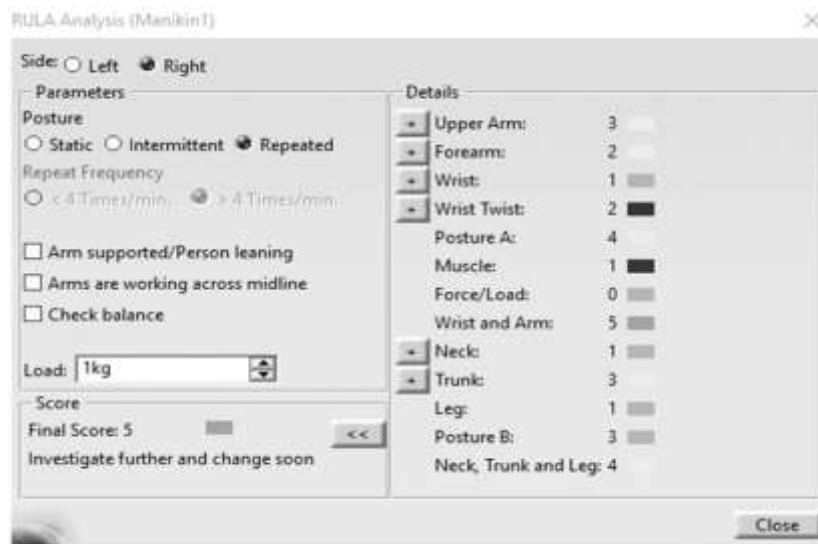 RULA Analysis (Manikin1)
Side: Left Right
Parameters
Posture
Static Intermittent Repeated
Repeat Frequency
< 4 Times/min. > 4 Times/min.
Arm supported/Person leaning
Arms are working across midline
Check balance
Load: 1kg
Score
Final Score: 5
<<
Investigate further and change soon
Details
+ Upper Arm: 3
+ Forearm: 2
+ Wrist: 1
+ Wrist Twist: 2
Posture A: 4
Muscle: 1
Force/Load: 0
Wrist and Arm: 5
+ Neck: 1
+ Trunk: 3
Leg: 1
Posture B: 3
Neck, Trunk and Leg: 4
Close